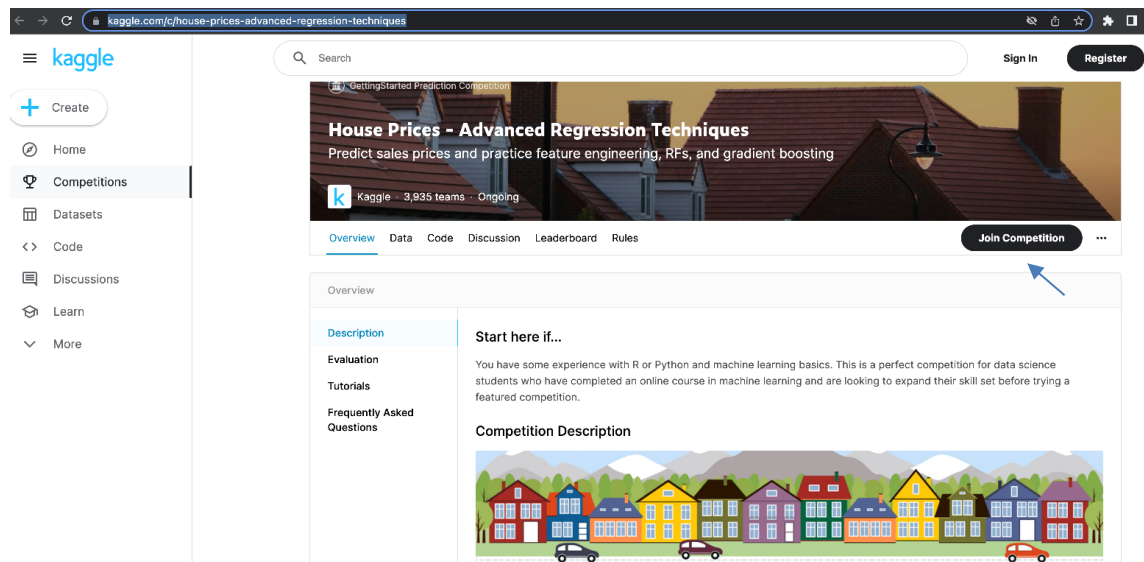 kaggle.com/c/house-prices-advanced-regression-techniques
kaggle
Search
Sign In
Register
Create
Home
Competitions
Datasets
Code
Discussions
Learn
More
GettingStarted Prediction Competition
House Prices - Advanced Regression Techniques
Predict sales prices and practice feature engineering, RFs, and gradient boosting
k
Kaggle · 3,935 teams · Ongoing
Overview Data Code Discussion Leaderboard Rules
Join Competition
Overview
Description
Evaluation
Tutorials
Frequently Asked
Questions
Start here if...
You have some experience with R or Python and machine learning basics. This is a perfect competition for data science
students who have completed an online course in machine learning and are looking to expand their skill set before trying a
featured competition.
Competition Description